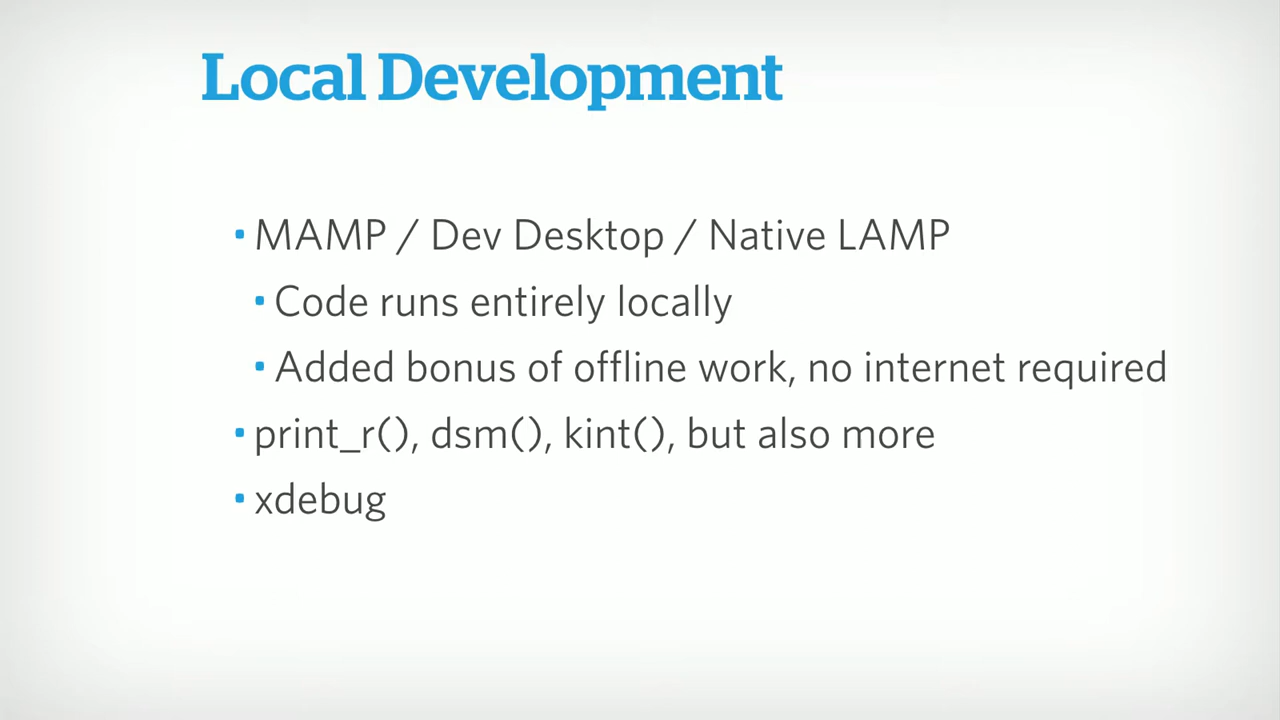 Local Development
• MAMP / Dev Desktop / Native LAMP
• Code runs entirely locally
• Added bonus of offline work, no internet required
• print_r(), dsm(), kint(), but also more
• xdebug